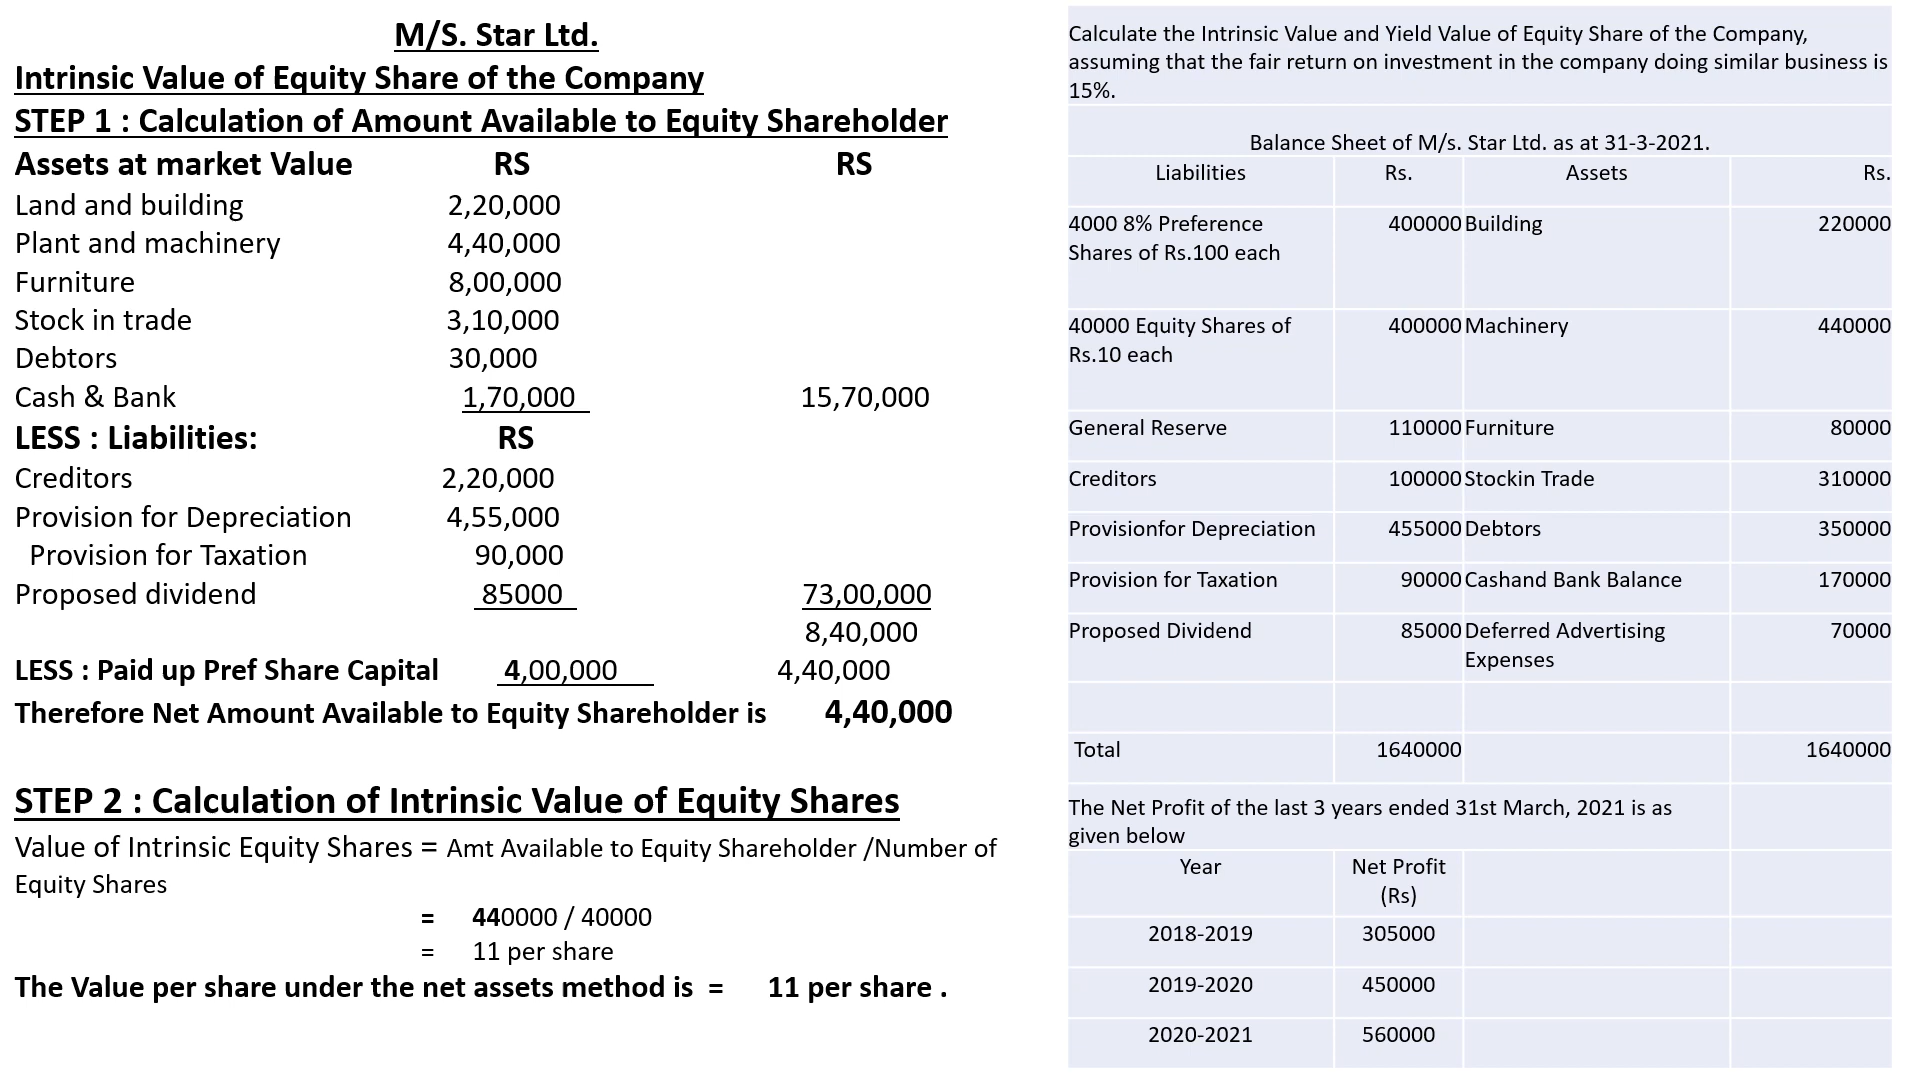 M/S. Star Ltd.
Intrinsic Value of Equity Share of the Company
STEP 1 : Calculation of Amount Available to Equity Shareholder
Assets at market Value RS RS
Land and building 2,20,000
Plant and machinery 4,40,000
Furniture 8,00,000
Stock in trade 3,10,000
Debtors 30,000
Cash & Bank 1,70,000 15,70,000
LESS : Liabilities: RS
Creditors 2,20,000
Provision for Depreciation 4,55,000
Provision for Taxation 90,000
Proposed dividend 85000 73,00,000
8,40,000
LESS : Paid up Pref Share Capital 4,00,000 4,40,000
Therefore Net Amount Available to Equity Shareholder is 4,40,000
STEP 2 : Calculation of Intrinsic Value of Equity Shares
Value of Intrinsic Equity Shares = Amt Available to Equity Shareholder /Number of
Equity Shares
= 440000 / 40000
= 11 per share
The Value per share under the net assets method is = 11 per share .
Calculate the Intrinsic Value and Yield Value of Equity Share of the Company,
assuming that the fair return on investment in the company doing similar business is
15%.
Balance Sheet of M/s. Star Ltd. as at 31-3-2021.
Liabilities Rs. Assets Rs.
4000 8% Preference 400000 Building 220000
Shares of Rs.100 each
40000 Equity Shares of 400000 Machinery 440000
Rs.10 each
General Reserve 110000 Furniture 80000
Creditors 100000 Stockin Trade 310000
Provisionfor Depreciation 455000 Debtors 350000
Provision for Taxation 90000 Cashand Bank Balance 170000
Proposed Dividend 85000 Deferred Advertising 70000
Expenses
Total 1640000 1640000
The Net Profit of the last 3 years ended 31st March, 2021 is as
given below
Year Net Profit
(Rs)
2018-2019 305000
2019-2020 450000
2020-2021 560000